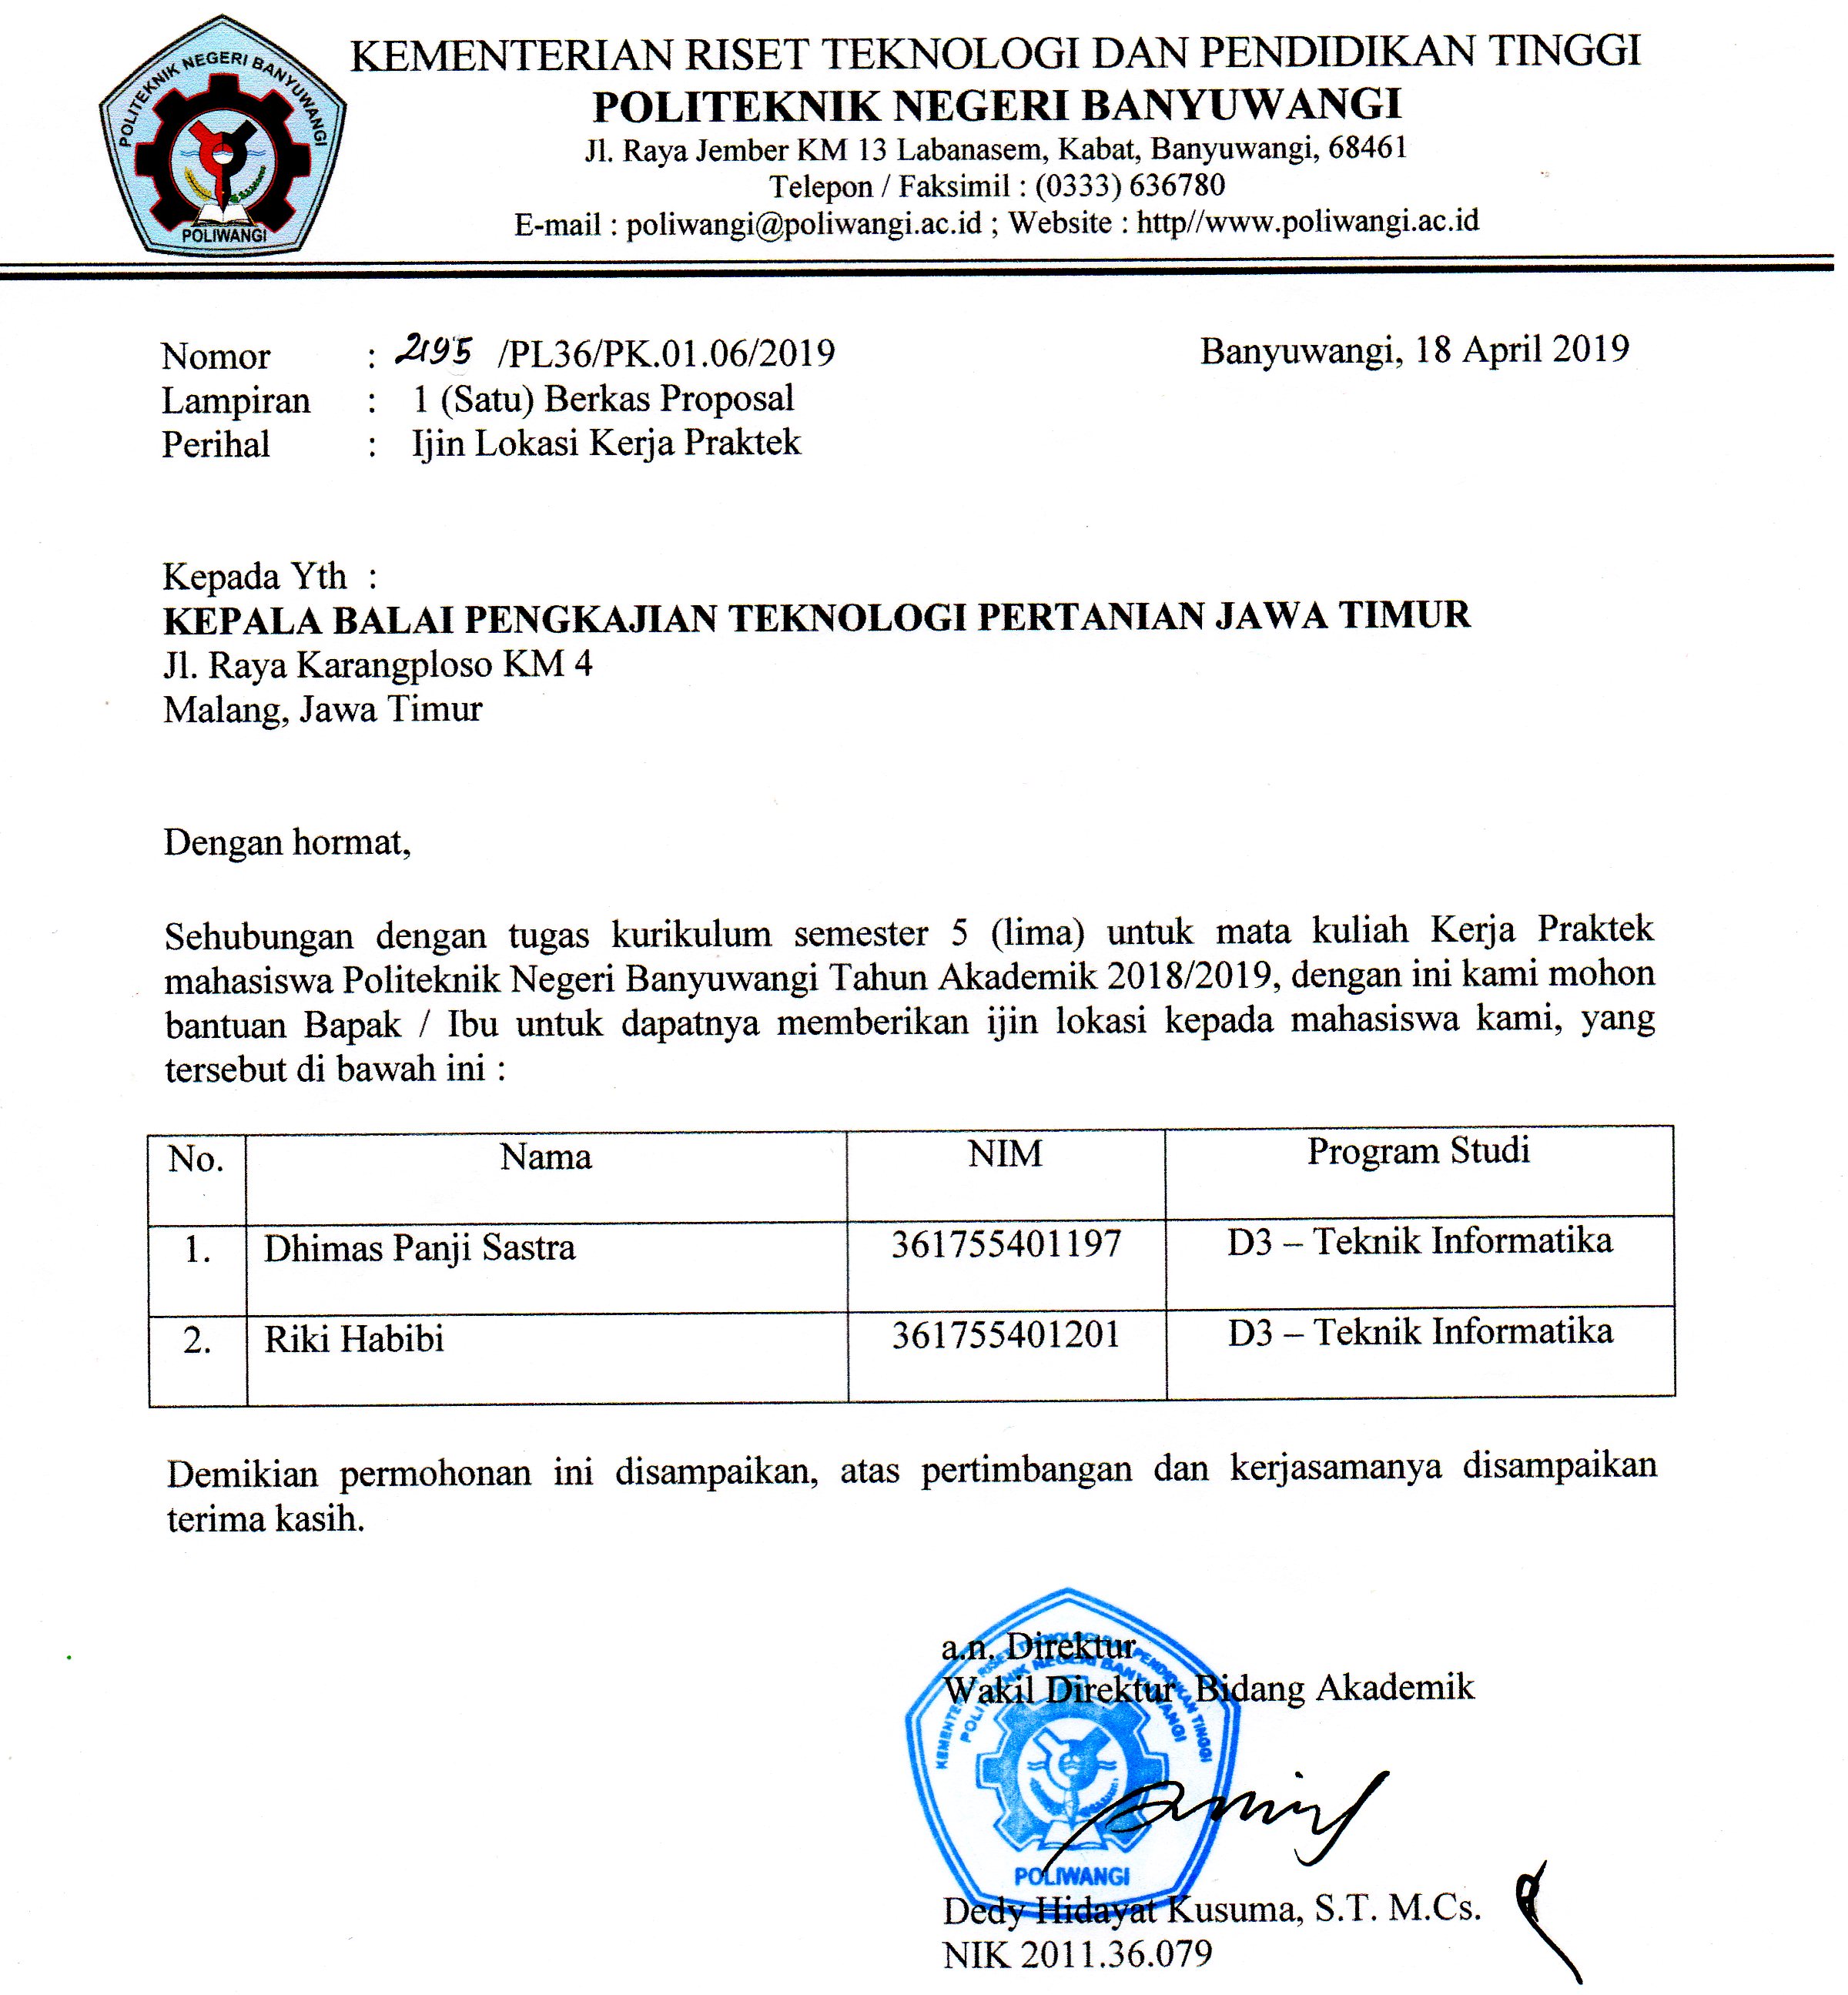 POLITEKNIK NEGERI BANYUWANGI
POLIWANGI
KEMENTERIAN RISET TEKNOLOGI DAN PENDIDIKAN TINGGI
POLITEKNIK NEGERI BANYUWANGI
Jl. Raya Jember KM 13 Labanasem, Kabat, Banyuwangi, 68461
Telepon / Faksimil : (0333) 636780
E-mail : poliwangi@poliwangi.ac.id ; Website : http//www.poliwangi.ac.id
Nomor : 2195 /PL36/PK.01.06/2019 Banyuwangi, 18 April 2019
Lampiran : 1 (Satu) Berkas Proposal
Perihal : Ijin Lokasi Kerja Praktek
Kepada Yth :
KEPALA BALAI PENGKAJIAN TEKNOLOGI PERTANIAN JAWA TIMUR
Jl. Raya Karangploso KM 4
Malang, Jawa Timur
Dengan hormat,
Sehubungan dengan tugas kurikulum semester 5 (lima) untuk mata kuliah Kerja Praktek
mahasiswa Politeknik Negeri Banyuwangi Tahun Akademik 2018/2019, dengan ini kami mohon
bantuan Bapak / Ibu untuk dapatnya memberikan ijin lokasi kepada mahasiswa kami, yang
tersebut di bawah ini :
No. Nama NIM Program Studi
1. Dhimas Panji Sastra 361755401197 D3 – Teknik Informatika
2. Riki Habibi 361755401201 D3 – Teknik Informatika
Demikian permohonan ini disampaikan, atas pertimbangan dan kerjasamanya disampaikan
terima kasih.
a.n. Direktur
Wakil Direktur Bidang Akademik
KEMENTERIAN RISET TEKNOLOGI DAN PENDIDIKAN TINGGI
POLITEKNIK NEGERI BANYUWANGI
POLIWANGI
Dedy Hidayat Kusuma, S.T. M.Cs.
NIK 2011.36.079